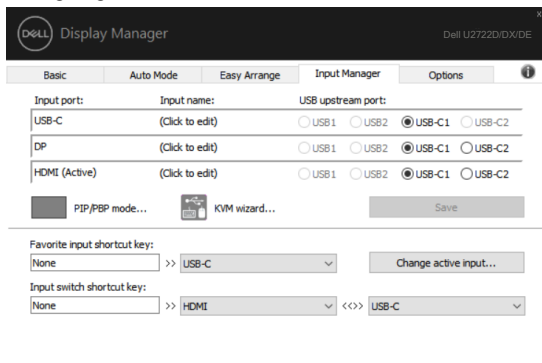 DELL Display Manager
x
Dell U2722D/DX/DE
Basic Auto Mode Easy Arrange Input Manager Options
Input port: Input name: USB upstream port:
USB-C (Click to edit) USB1 USB2 USB-C1 USB-C2
DP (Click to edit) USB1 USB2 USB-C1 USB-C2
HDMI (Active) (Click to edit) USB1 USB2 USB-C1 USB-C2
PIP/PBP mode... KVM wizard... Save
Favorite input shortcut key:
None >> USB-C Change active input...
Input switch shortcut key:
None >> HDMI <<>> USB-C